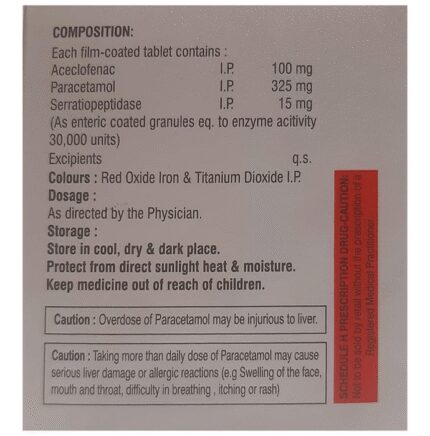 COMPOSITION:
Each film-coated tablet contains :
Aceclofenac I.P. 100 mg
Paracetamol I.P. 325 mg
Serratiopeptidase I.P. 15 mg
(As enteric coated granules eq. to enzyme acitivity
30,000 units)
Excipients q.s.
Colours : Red Oxide Iron & Titanium Dioxide I.P.
Dosage :
As directed by the Physician.
Storage :
Store in cool, dry & dark place.
Protect from direct sunlight heat & moisture.
Keep medicine out of reach of children.
Caution : Overdose of Paracetamol may be injurious to liver.
Caution : Taking more than daily dose of Paracetamol may cause
serious liver damage or allergic reactions (e.g Swelling of the face,
mouth and throat, difficulty in breathing , itching or rash)
SCHEDULE H PRESCRIPTION DRUG-CAUTION:
Not to be sold by retail without the prescription of a
Registered Medical Practitioner.